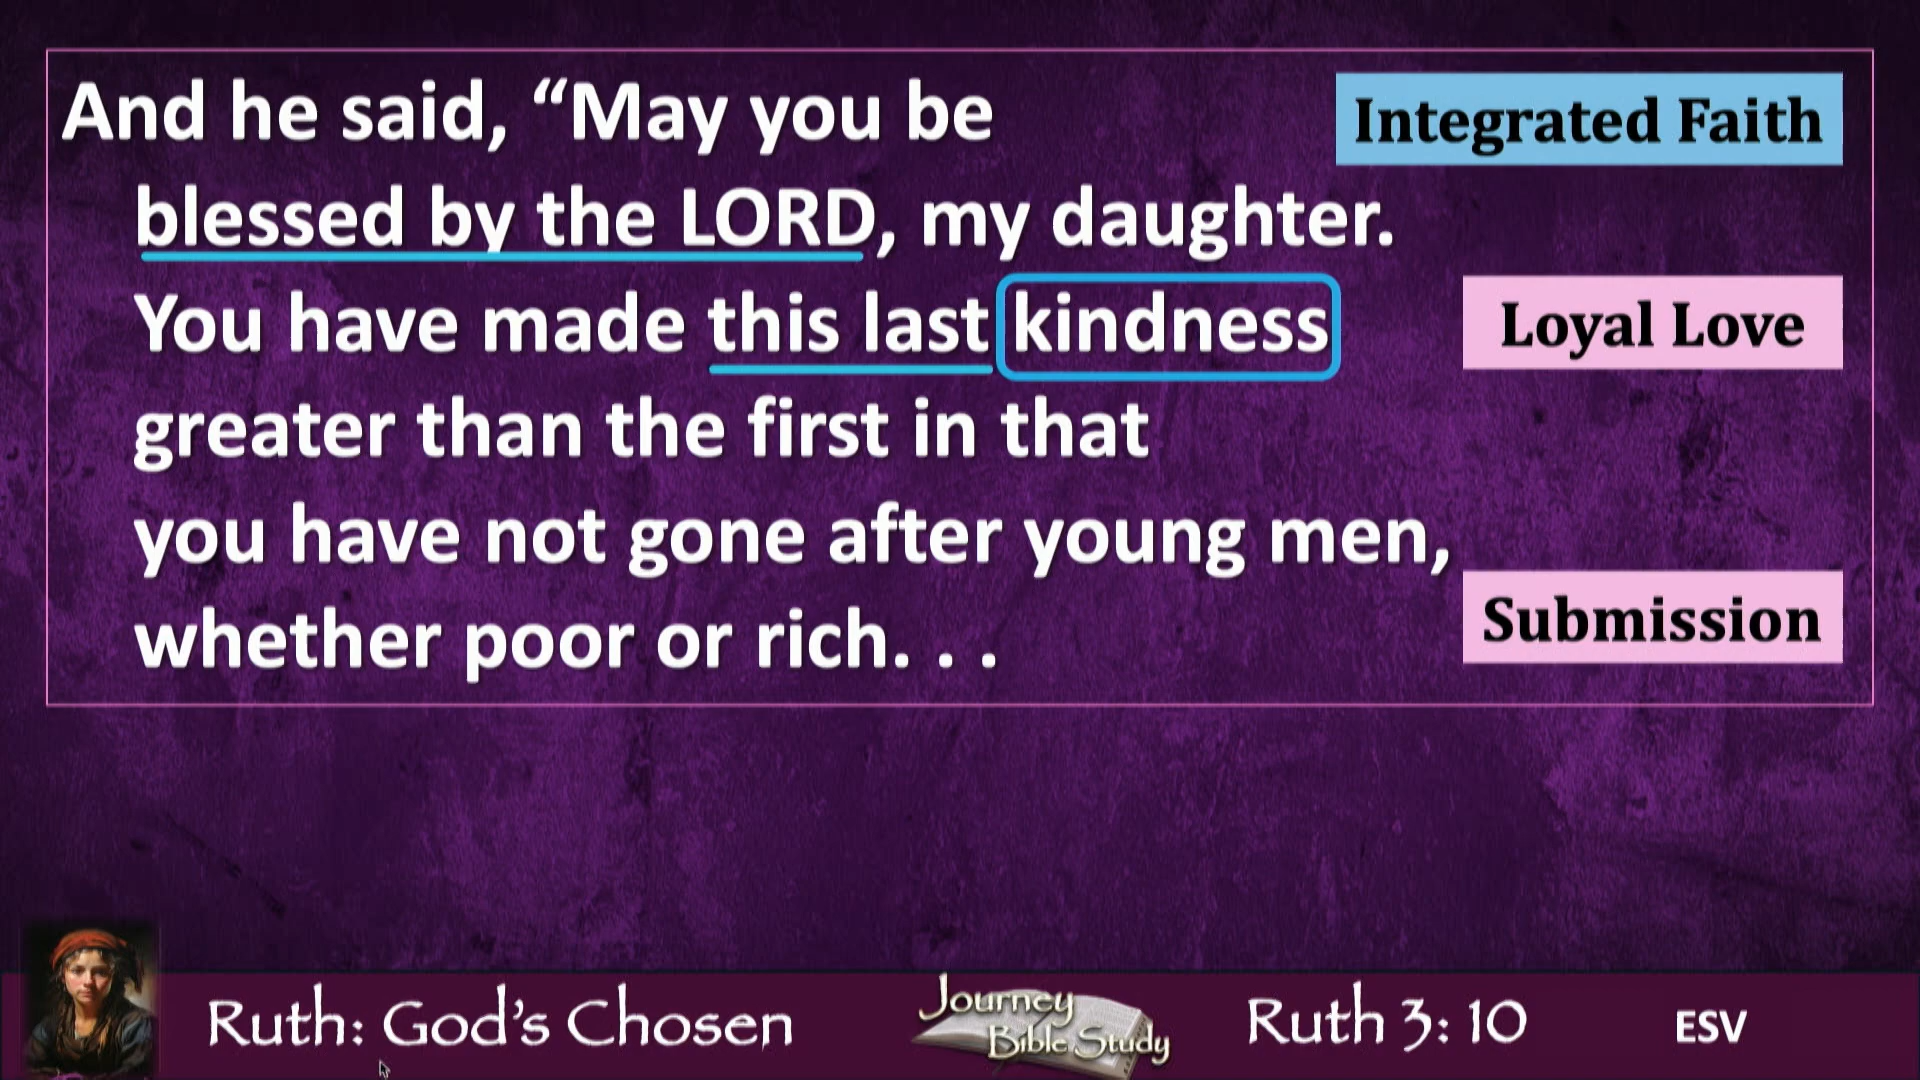 And he said, “May you be
Integrated Faith
blessed by the LORD, my daughter.
You have made this last kindness
Loyal Love
greater than the first in that
you have not gone after young men,
Submission
whether poor or rich. . .
Ruth: God's Chosen
Journey
Bible Study
Ruth 3: 10
ESV